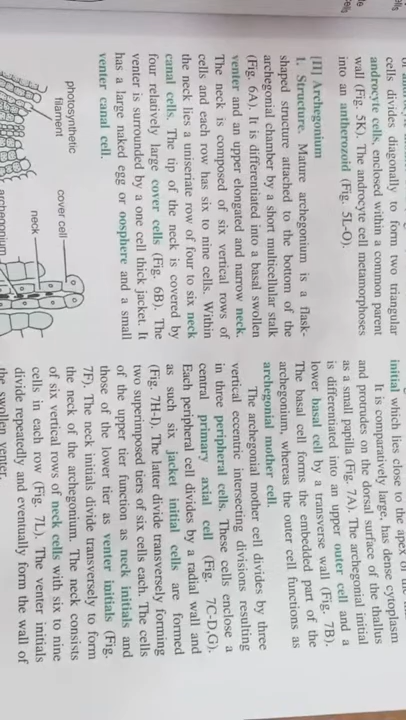 cells divides diagonally to form two triangular
androcyte cells, enclosed within a common parent
wall (Fig. 5K). The androcyte cell metamorphoses
into an antherozoid (Fig. 5L-O).
[II] Archegonium
1. Structure. Mature archegonium is a flask-
shaped structure attached to the bottom of the
archegonial chamber by a short multicellular stalk
(Fig. 6A). It is differentiated into a basal swollen
venter and an upper elongated and narrow neck.
The neck is composed of six vertical rows of
cells and each row has six to nine cells. Within
the neck lies a uniseriate row of four to six neck
canal cells. The tip of the neck is covered by
four relatively large cover cells (Fig. 6B). The
venter is surrounded by a one cell thick jacket. It
has a large naked egg or oosphere and a small
venter canal cell.
photosynthetic
filament
cover cell
neck
archegonium
initial which lies close to the apex of
It is comparatively large, has dense cytoplasm
and protrudes on the dorsal surface of the thallus
as a small papilla (Fig. 7A). The archegonial initial
is differentiated into an upper outer cell and a
lower basal cell by a transverse wall (Fig. 7B).
The basal cell forms the embedded part of the
archegonium, whereas the outer cell functions as
archegonial mother cell.
The archegonial mother cell divides by three
vertical eccentric intersecting divisions resulting
in three peripheral cells. These cells enclose a
central primary axial cell (Fig. 7C-D,G).
Each peripheral cell divides by a radial wall and
as such six jacket initial cells are formed
(Fig. 7H-I). The latter divide transversely forming
two superimposed tiers of six cells each. The cells
of the upper tier function as neck initials and
those of the lower tier as venter initials (Fig.
7F). The neck initials divide transversely to form
the neck of the archegonium. The neck consists
of six vertical rows of neck cells with six to nine
cells in each row (Fig. 7L). The venter initials
divide repeatedly and eventually form the wall of
the swollen venter.